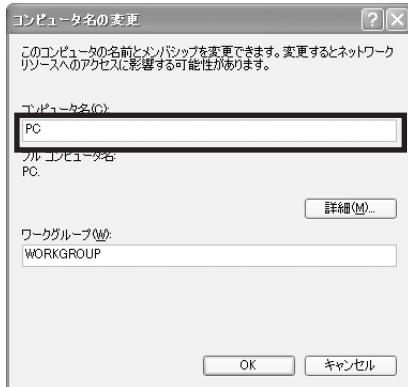 コンピュータ名の変更
このコンピュータの名前とメンバシップを変更できます。変更するとネットワーク
リソースへのアクセスに影響する可能性があります。
コンピュータ名(C):
PC
フル コンピュータ名:
PC.
詳細(M)...
ワークグループ(W):
WORKGROUP
OK
キャンセル